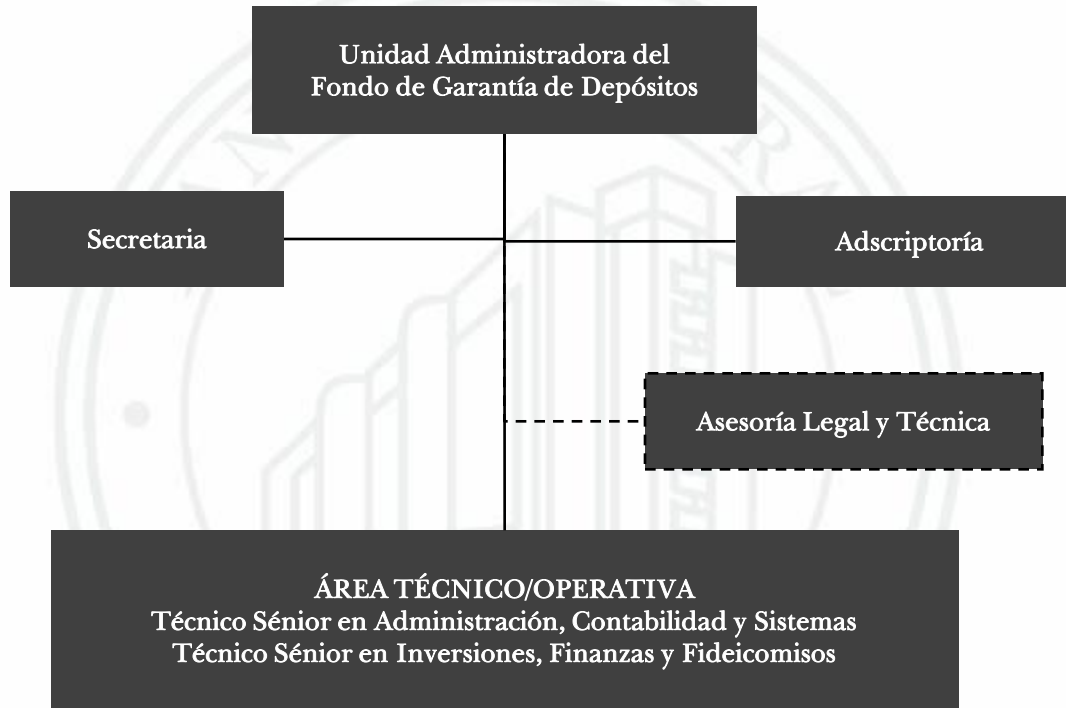 Unidad Administradora del
Fondo de Garantía de Depósitos
Secretaria
Adscriptoría
Asesoría Legal y Técnica
ÁREA TÉCNICO/OPERATIVA
Técnico Sénior en Administración, Contabilidad y Sistemas
Técnico Sénior en Inversiones, Finanzas y Fideicomisos